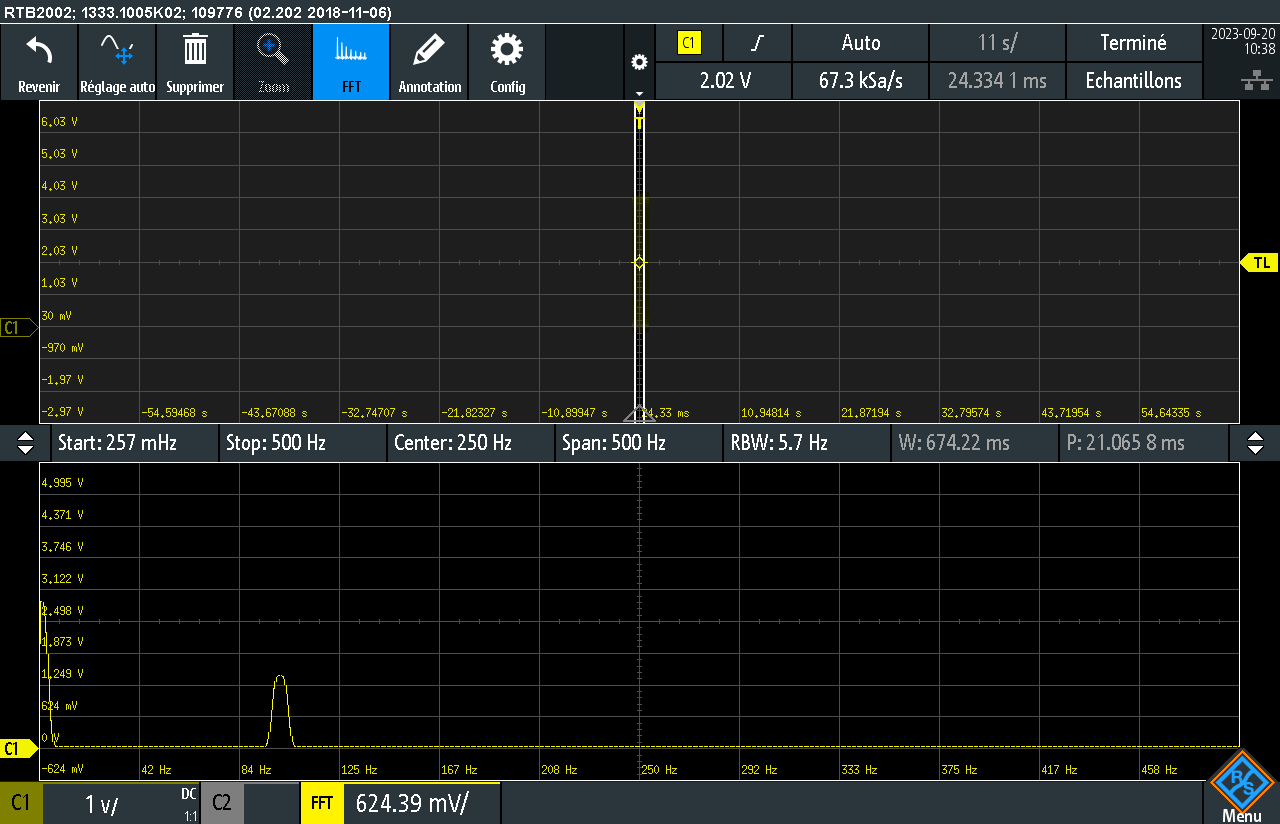 RTB2002; 1333.1005K02; 109776 (02.202 2018-11-06)
Revenir
Réglage auto
Supprimer
Zoom
FFT
Annotation
Config
C1 Auto 11 s/ Terminé
2.02 V 67.3 kSa/s 24.334 1 ms Echantillons
2023-09-20
10:38
T
6.03 V
5.03 V
4.03 V
3.03 V
2.03 V
1.03 V
30 mV
-970 mV
-1.97 V
-2.97 V
TL
C1
-54.59468 s -43.67088 s -32.74707 s -21.82327 s -10.89947 s 24.33 ms 10.94814 s 21.87194 s 32.79574 s 43.71954 s 54.64335 s
Start: 257 mHz Stop: 500 Hz Center: 250 Hz Span: 500 Hz RBW: 5.7 Hz W: 674.22 ms P: 21.065 8 ms
4.995 V
4.371 V
3.746 V
3.122 V
2.498 V
1.873 V
1.249 V
624 mV
0 V
-624 mV
C1
42 Hz 84 Hz 125 Hz 167 Hz 208 Hz 250 Hz 292 Hz 333 Hz 375 Hz 417 Hz 458 Hz
C1 1 V/ DC 1:1 C2 FFT 624.39 mV/
R S
Menu